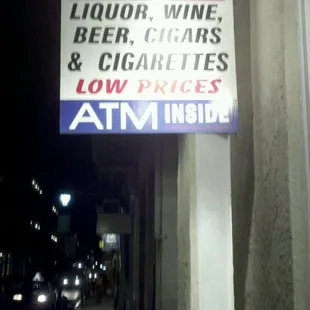 LIQUOR, WINE,
BEER, CIGARS
& CIGARETTES
LOW PRICES
ATM INSIDE